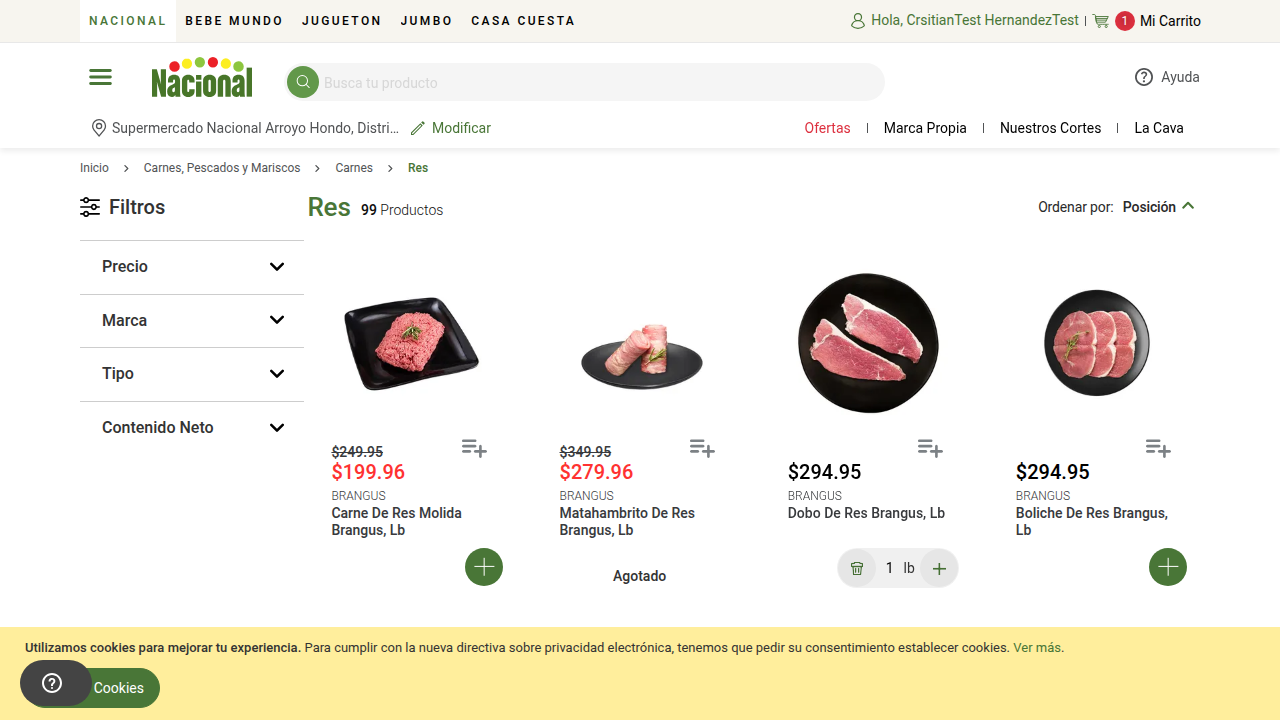 NACIONAL BEBE MUNDO JUGUETON JUMBO CASA CUESTA
Hola, CrsitianTest HernandezTest 1 Mi Carrito
Nacional
Busca tu producto
Ayuda
Supermercado Nacional Arroyo Hondo, Distri... Modificar
Ofertas Marca Propia Nuestros Cortes La Cava
Inicio Carnes, Pescados y Mariscos Carnes Res
Filtros
Res 99 Productos
Ordenar por: Posición
Precio
Marca
Tipo
Contenido Neto
$249.95
$199.96
BRANGUS
Carne De Res Molida
Brangus, Lb
$349.95
$279.96
BRANGUS
Matahambrito De Res
Brangus, Lb
Agotado
$294.95
BRANGUS
Dobo De Res Brangus, Lb
1 lb
$294.95
BRANGUS
Boliche De Res Brangus,
Lb
Utilizamos cookies para mejorar tu experiencia. Para cumplir con la nueva directiva sobre privacidad electrónica, tenemos que pedir su consentimiento establecer cookies. Ver más.
Cookies